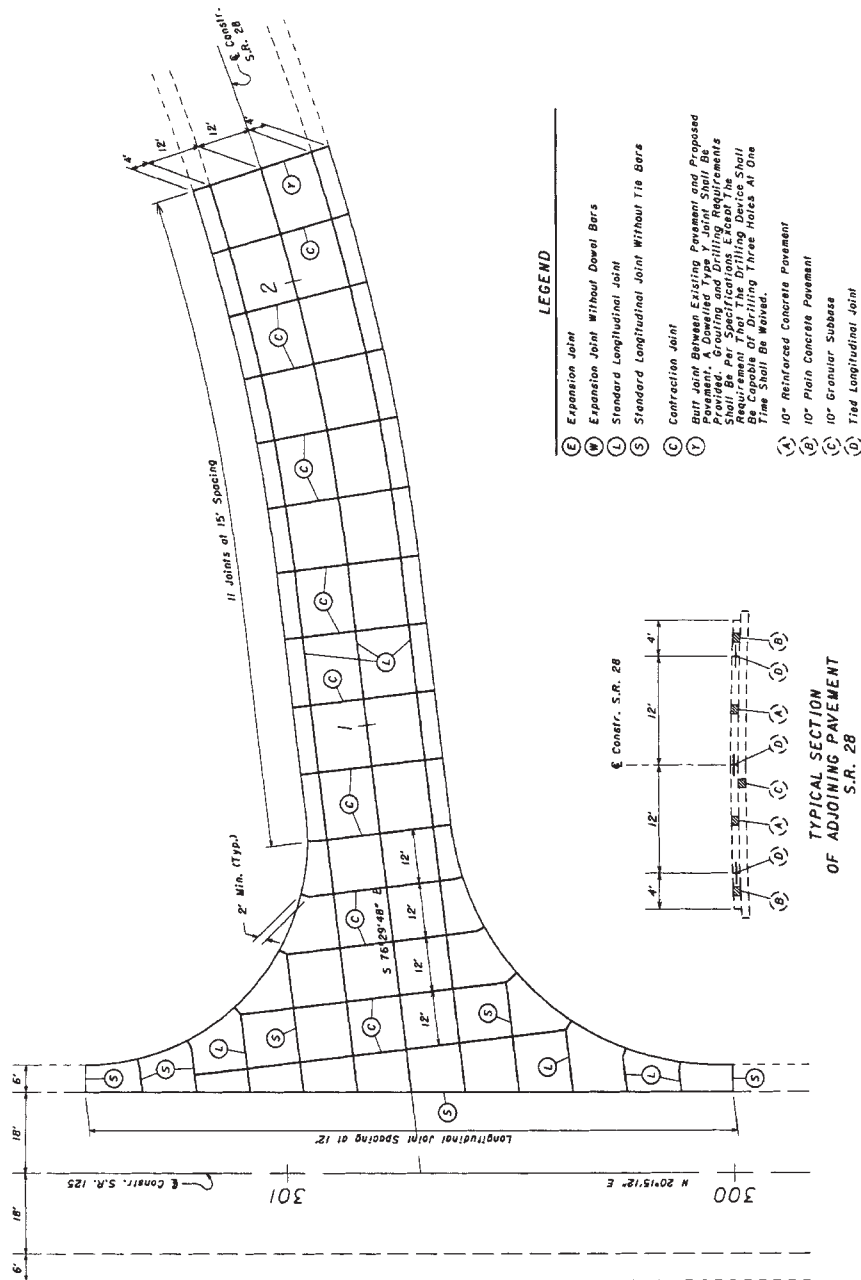 4'
12'
12'
4'
℄ Constr.
S.R. 28
11 Joints at 15' Spacing
Y
C
2
C
C
C
C
L
1
C
2' Min. (Typ.)
12'
12'
12'
12'
S 76°29'48" E
C
C
S
S
L
S
S
L
L
S
S
6'
18'
18'
6'
Longitudinal Joint Spacing at 12'
℄ Constr. S.R. 125
301
N 20°15'12" E
300
LEGEND
E Expansion Joint
W Expansion Joint Without Dowel Bars
L Standard Longitudinal Joint
S Standard Longitudinal Joint Without Tie Bars
C Contraction Joint
Y Butt Joint Between Existing Pavement and Proposed
Pavement. A Dowelled Type Y Joint Shall Be
Provided. Grouting and Drilling Requirements
Shall Be Per Specifications Except The
Requirement That The Drilling Device Shall
Be Capable Of Drilling Three Holes At One
Time Shall Be Waived.
A 10" Reinforced Concrete Pavement
B 10" Plain Concrete Pavement
C 10" Granular Subbase
D Tied Longitudinal Joint
℄ Constr. S.R. 28
4'
12'
12'
4'
B
D
A
C
D
A
D
B
TYPICAL SECTION
OF ADJOINING PAVEMENT
S.R. 28